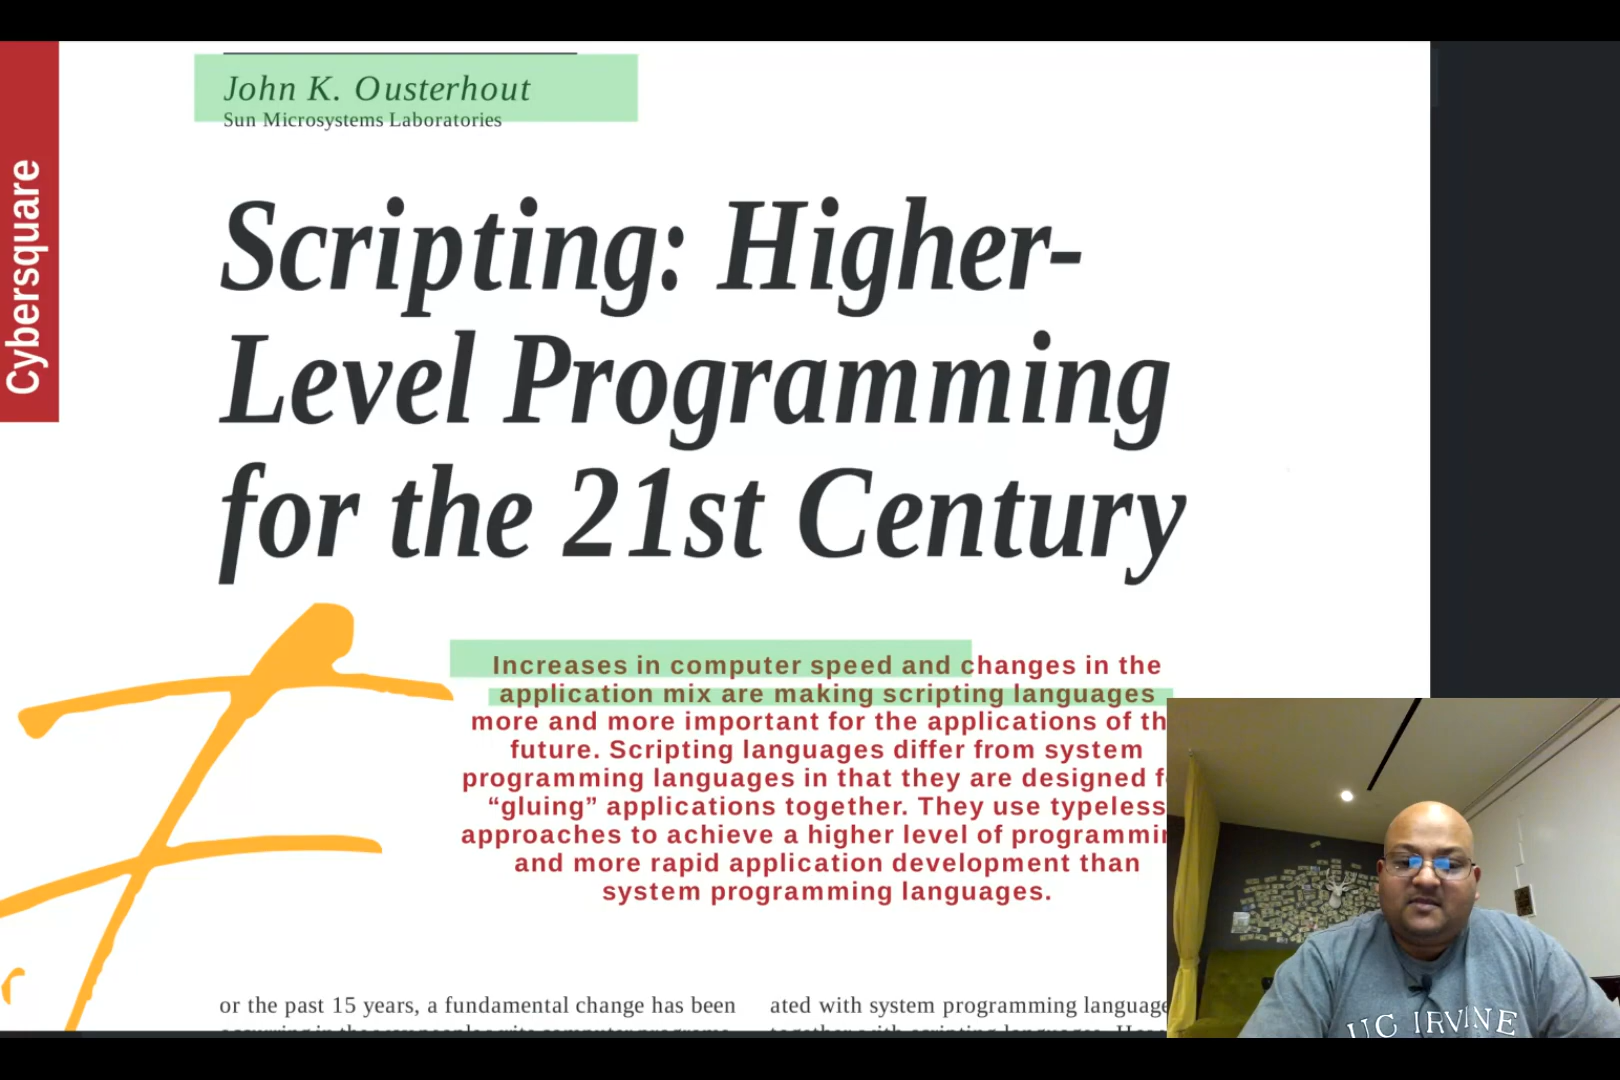 Cybersquare
John K. Ousterhout
Sun Microsystems Laboratories
Scripting: Higher-
Level Programming
for the 21st Century
Increases in computer speed and changes in the
application mix are making scripting languages
more and more important for the applications of th
future. Scripting languages differ from system
programming languages in that they are designed f
“gluing” applications together. They use typeless
approaches to achieve a higher level of programmin
and more rapid application development than
system programming languages.
F
or the past 15 years, a fundamental change has been
ated with system programming language
UC IRVINE